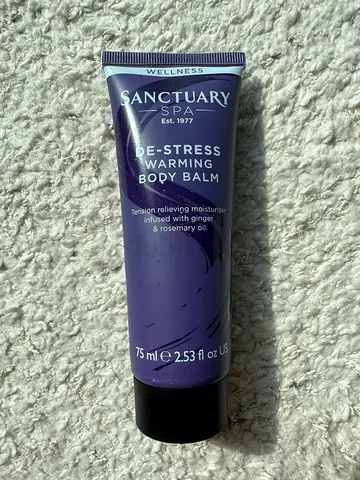 WELLNESS
SANCTUARY
SPA
Est. 1977
DE-STRESS
WARMING
BODY BALM
Tension relieving moisturiser
infused with ginger
& rosemary oil.
75 ml ℮ 2.53 fl oz US